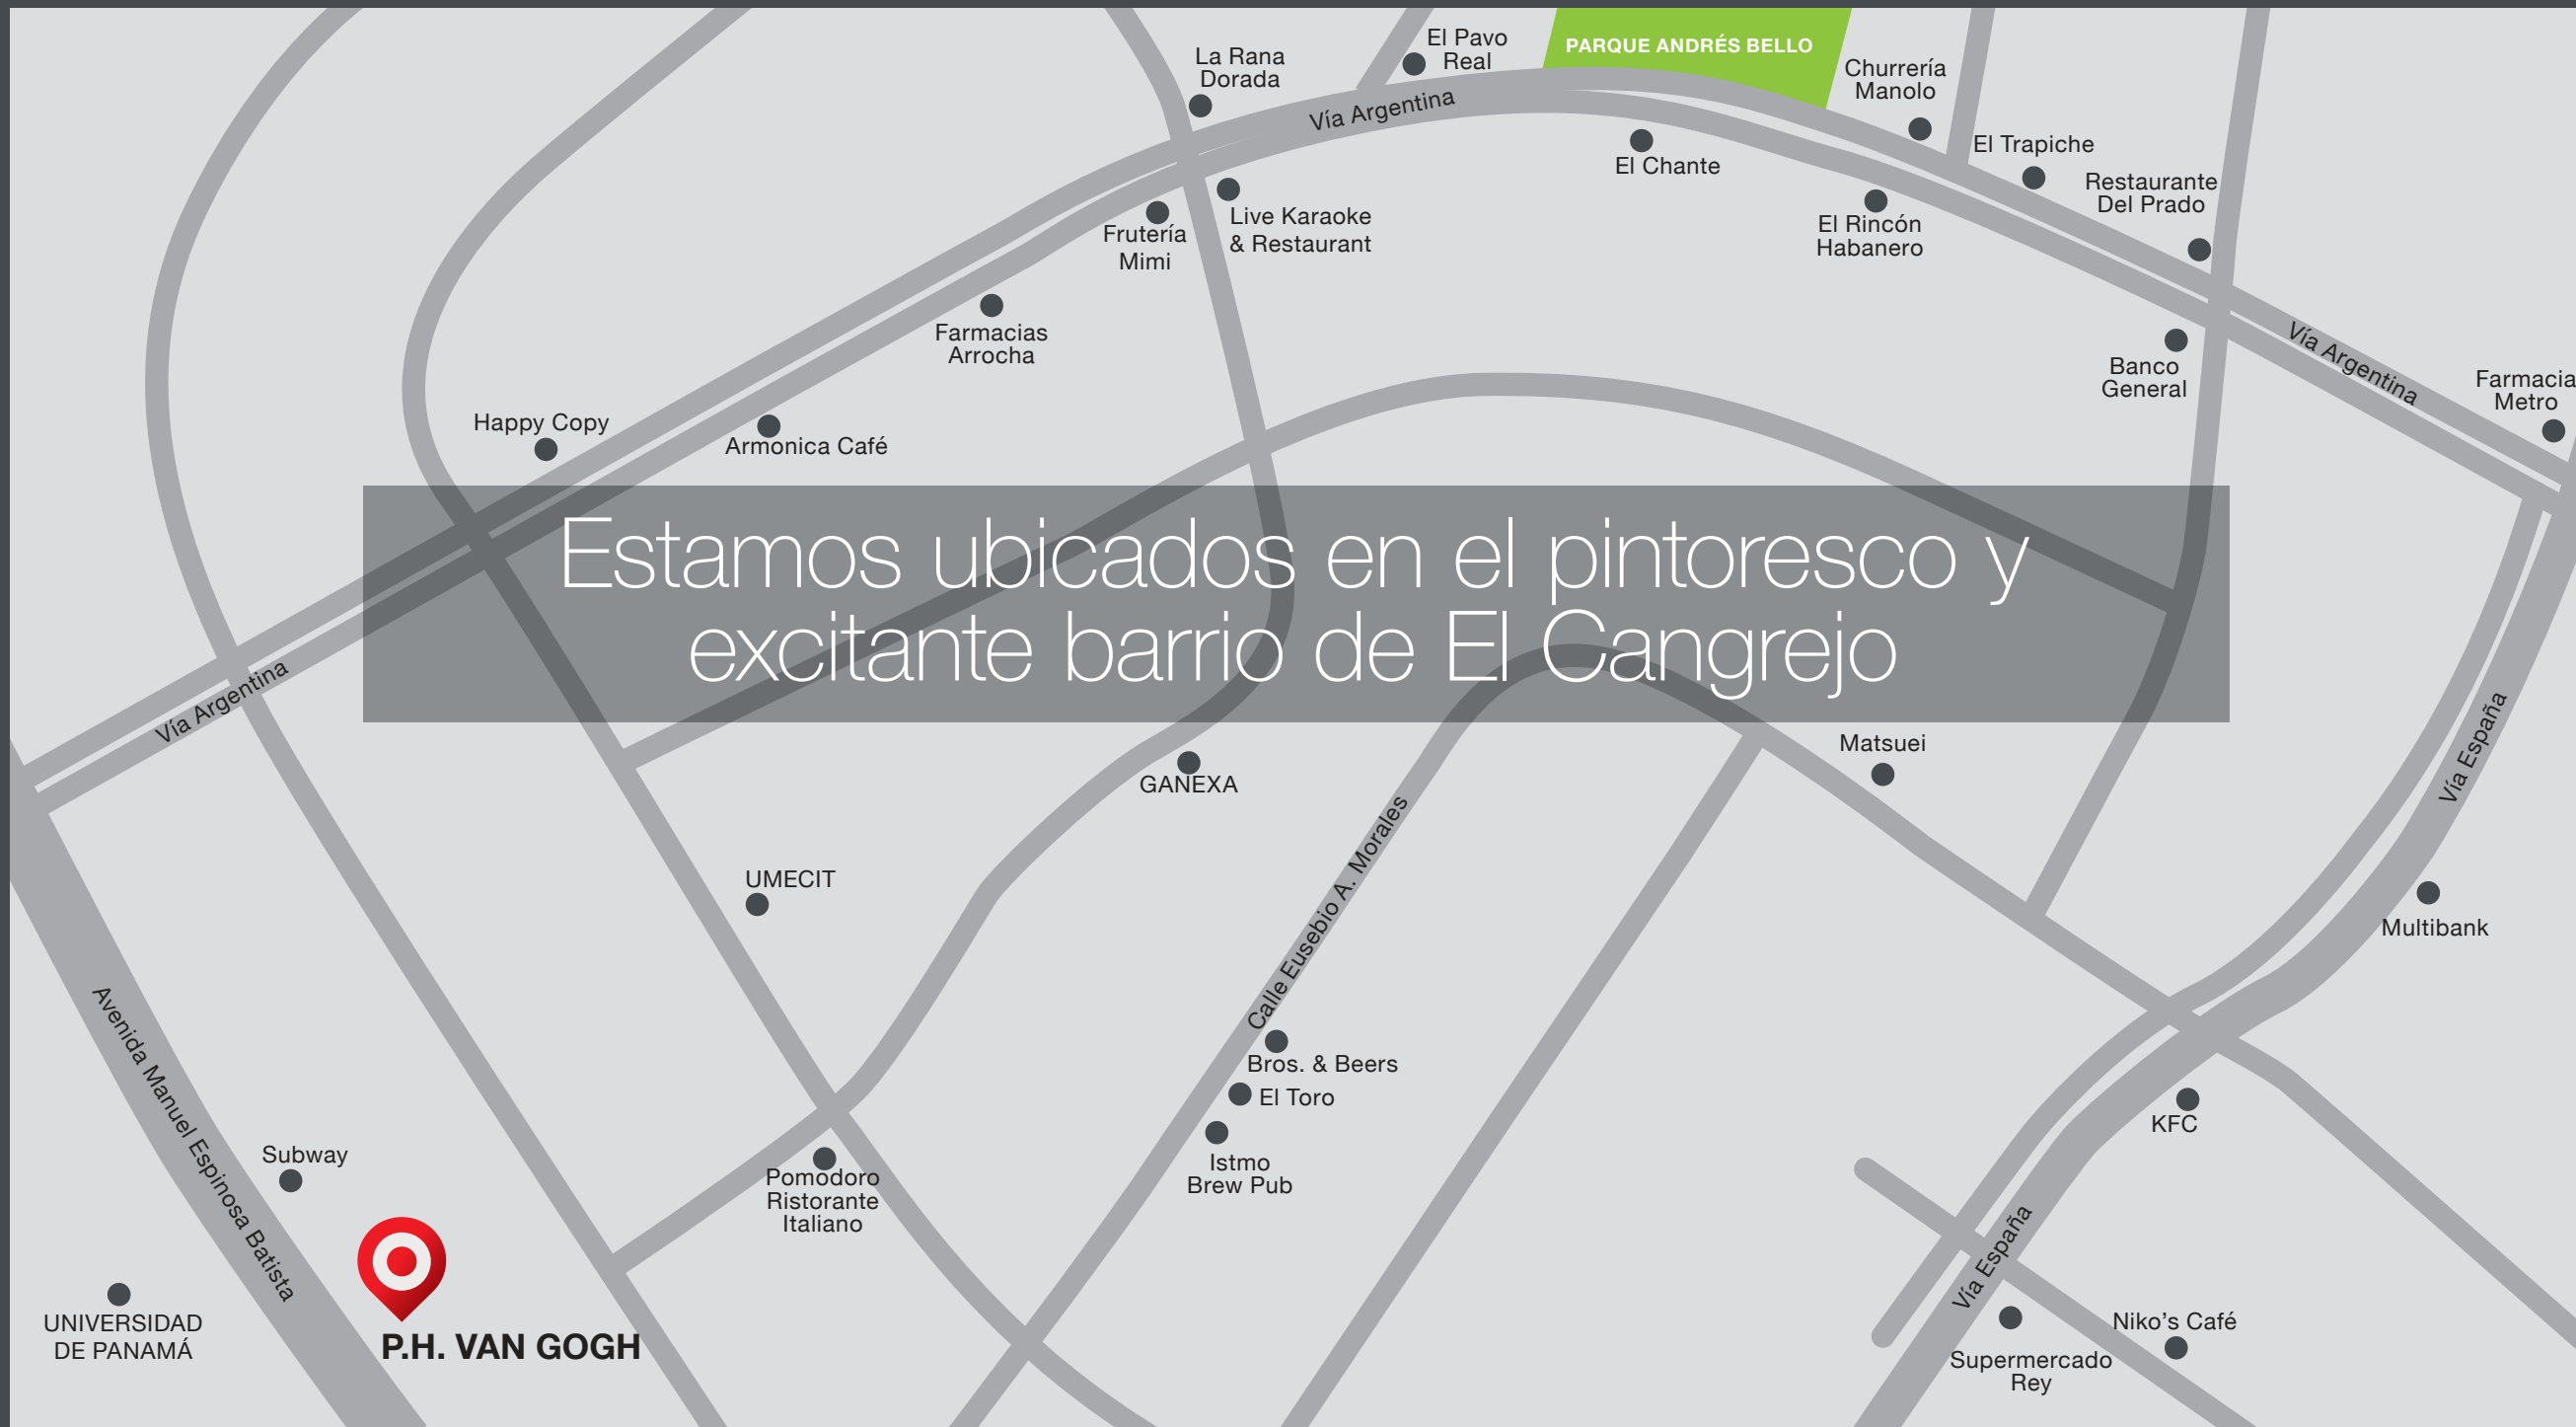 PARQUE ANDRÉS BELLO
El Pavo
Real
La Rana
Dorada
Churrería
Manolo
Vía Argentina
El Trapiche
El Chante
Restaurante
Del Prado
Live Karaoke
& Restaurant
Frutería
Mimi
El Rincón
Habanero
Farmacias
Arrocha
Vía Argentina
Banco
General
Farmacia
Metro
Happy Copy
Armonica Café
Estamos ubicados en el pintoresco y
excitante barrio de El Cangrejo
Vía Argentina
Vía España
Matsuei
GANEXA
Calle Eusebio A. Morales
UMECIT
Multibank
Avenida Manuel Espinosa Batista
Bros. & Beers
El Toro
KFC
Subway
Istmo
Brew Pub
Pomodoro
Ristorante
Italiano
Vía España
UNIVERSIDAD
DE PANAMÁ
P.H. VAN GOGH
Niko's Café
Supermercado
Rey